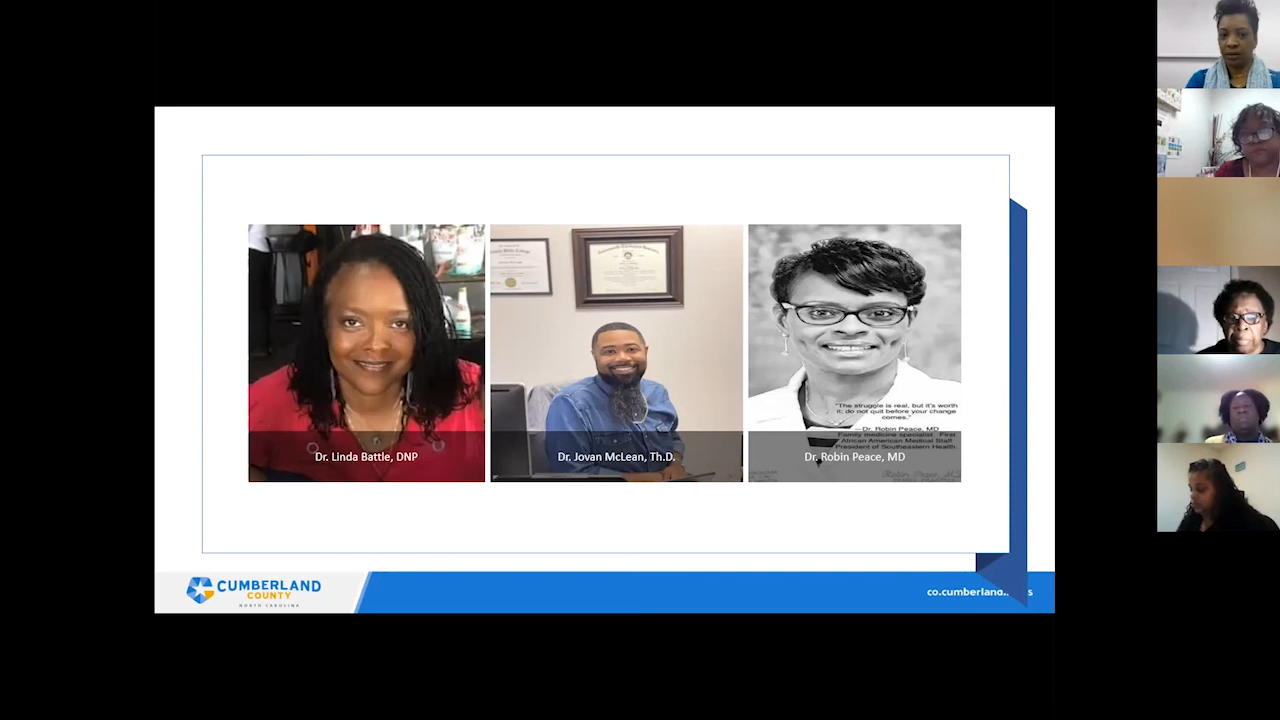 "The struggle is real, but it's worth
it; do not quit before your change
comes."
—Dr. Robin Peace, MD
Family medicine specialist. First
African American Medical Staff
President of Southeastern Health.
Dr. Linda Battle, DNP
Dr. Jovan McLean, Th.D.
Dr. Robin Peace, MD
CUMBERLAND
COUNTY
NORTH CAROLINA
co.cumberland.
s